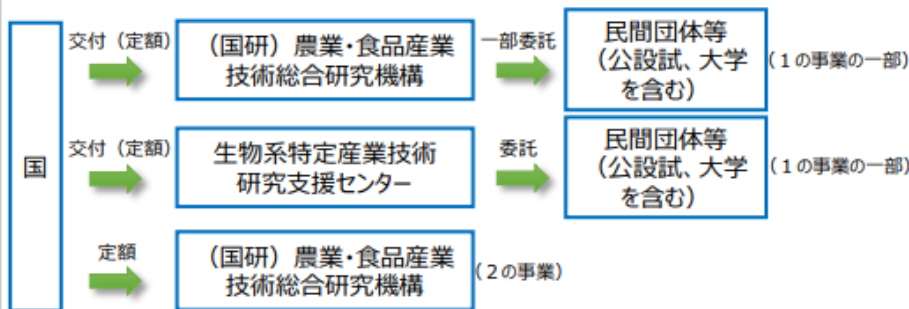 国
交付（定額）
（国研）農業・食品産業
技術総合研究機構
一部委託
民間団体等
（公設試、大学
を含む）
（１の事業の一部）
交付（定額）
生物系特定産業技術
研究支援センター
委託
民間団体等
（公設試、大学
を含む）
（１の事業の一部）
定額
（国研）農業・食品産業
技術総合研究機構
（２の事業）